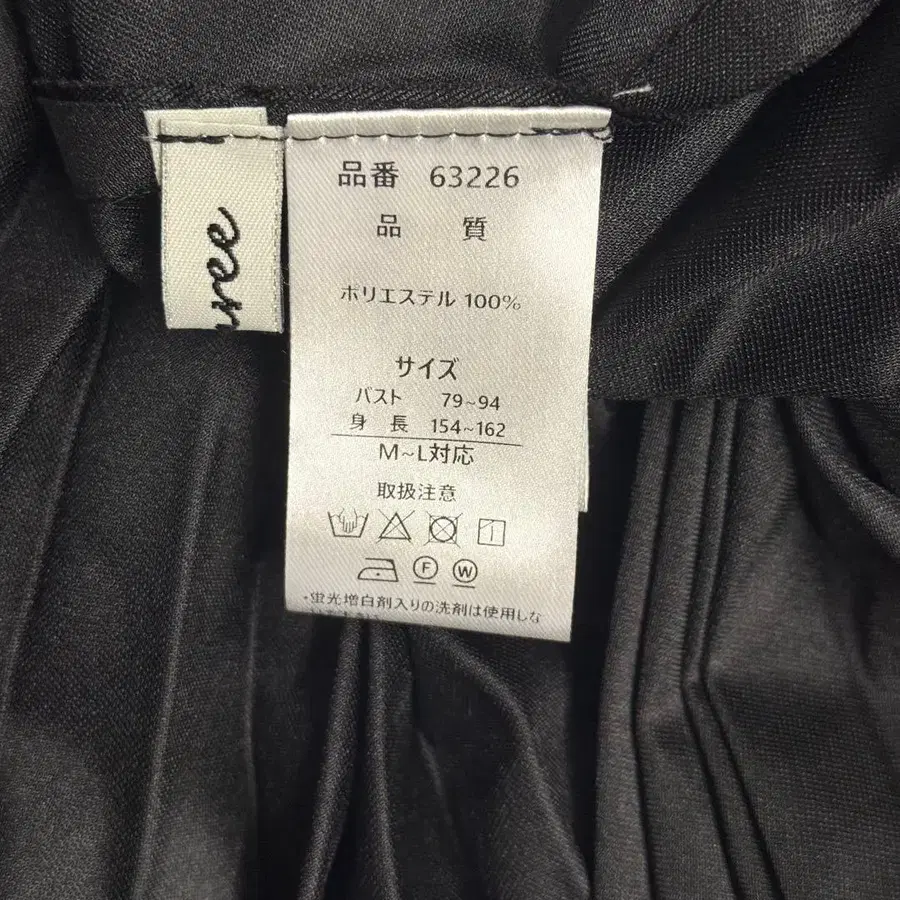 品番 63226
品 質
ポリエステル 100%
サイズ
バスト 79~94
身 長 154~162
M~L対応
取扱注意
F W
・蛍光増白剤入りの洗剤は使用しな
ree